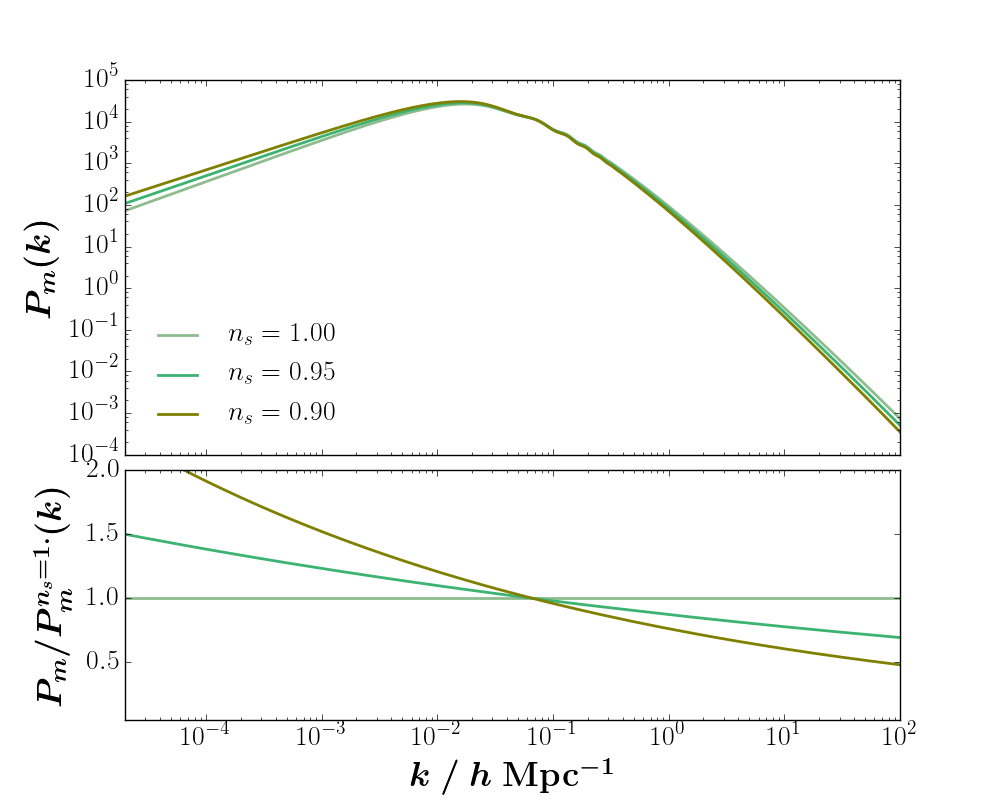 P_m(k)
10^5
10^4
10^3
10^2
10^1
10^0
10^−1
10^−2
10^−3
10^−4
n_s = 1.00
n_s = 0.95
n_s = 0.90
P_m/P_m^{n_s=1.}(k)
2.0
1.5
1.0
0.5
10^−4 10^−3 10^−2 10^−1 10^0 10^1 10^2
k / h Mpc^−1